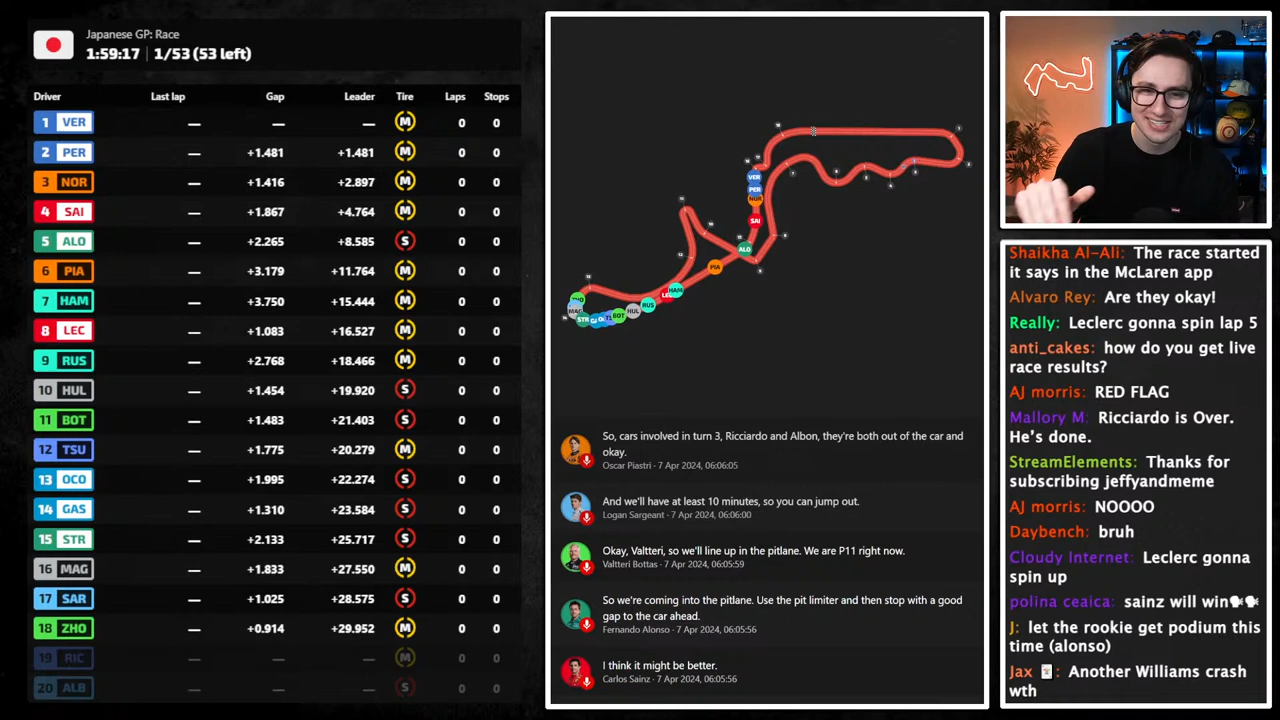 Japanese GP: Race
1:59:17 | 1/53 (53 left)
Driver Last lap Gap Leader Tire Laps Stops
1 VER — — — M 0 0
2 PER — +1.481 +1.481 M 0 0
3 NOR — +1.416 +2.897 M 0 0
4 SAI — +1.867 +4.764 M 0 0
5 ALO — +2.265 +8.585 S 0 0
6 PIA — +3.179 +11.764 M 0 0
7 HAM — +3.750 +15.444 M 0 0
8 LEC — +1.083 +16.527 M 0 0
9 RUS — +2.768 +18.466 M 0 0
10 HUL — +1.454 +19.920 S 0 0
11 BOT — +1.483 +21.403 S 0 0
12 TSU — +1.775 +20.279 M 0 0
13 OCO — +1.995 +22.274 S 0 0
14 GAS — +1.310 +23.584 S 0 0
15 STR — +2.133 +25.717 S 0 0
16 MAG — +1.833 +27.550 M 0 0
17 SAR — +1.025 +28.575 S 0 0
18 ZHO — +0.914 +29.952 M 0 0
19 RIC — — — M 0 0
20 ALB — — — S 0 0
VER
PER
NOR
SAI
ALO
PIA
HAM
LEC
RUS
HUL
BOT
STR
MAG
ZHO
So, cars involved in turn 3, Ricciardo and Albon, they're both out of the car and
okay.
Oscar Piastri · 7 Apr 2024, 06:06:05
And we'll have at least 10 minutes, so you can jump out.
Logan Sargeant · 7 Apr 2024, 06:06:00
Okay, Valtteri, so we'll line up in the pitlane. We are P11 right now.
Valtteri Bottas · 7 Apr 2024, 06:05:59
So we're coming into the pitlane. Use the pit limiter and then stop with a good
gap to the car ahead.
Fernando Alonso · 7 Apr 2024, 06:05:56
I think it might be better.
Carlos Sainz · 7 Apr 2024, 06:05:56
Shaikha Al-Ali: The race started
it says in the McLaren app
Alvaro Rey: Are they okay!
Really: Leclerc gonna spin lap 5
anti_cakes: how do you get live
race results?
AJ morris: RED FLAG
Mallory M: Ricciardo is Over.
He's done.
StreamElements: Thanks for
subscribing jeffyandmeme
AJ morris: NOOOO
Daybench: bruh
Cloudy Internet: Leclerc gonna
spin up
polina ceaica: sainz will win🗣🗣
J: let the rookie get podium this
time (alonso)
Jax 🃏: Another Williams crash
wth